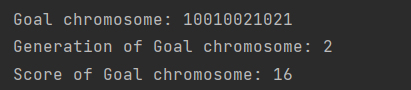 Goal chromosome: 10010021021
Generation of Goal chromosome: 2
Score of Goal chromosome: 16